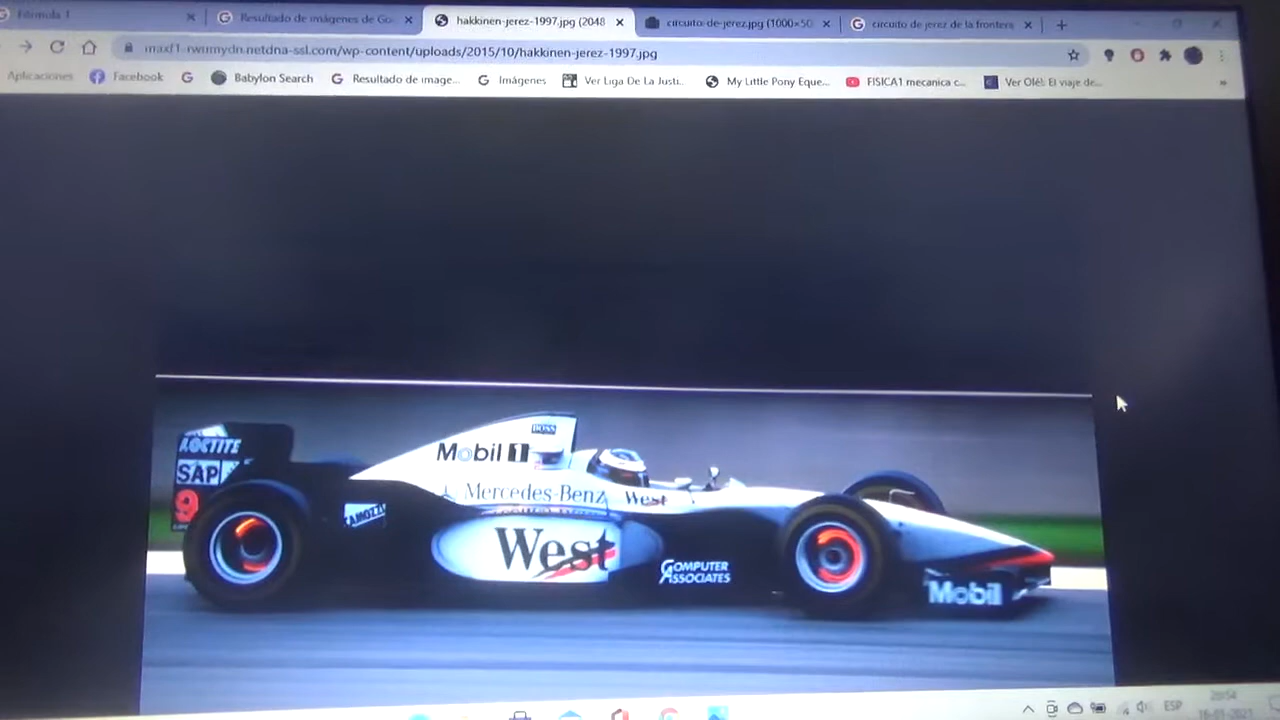 Fórmula 1
Resultado de imágenes de Go
hakkinen-jerez-1997.jpg (2048
circuito-de-jerez.jpg (1000×50
circuito de jerez de la frontera
maxf1-rwumydn.netdna-ssl.com/wp-content/uploads/2015/10/hakkinen-jerez-1997.jpg
Aplicaciones
Facebook
Babylon Search
Resultado de image...
Imágenes
Ver Liga De La Justi...
My Little Pony Eque...
FISICA1 mecanica c...
Ver Olé!: El viaje de...
»
BOSS
LOCTITE
Mobil 1
SAP
Mercedes-Benz
West
9
West
COMPUTER
ASSOCIATES
Mobil
ESP
20:54